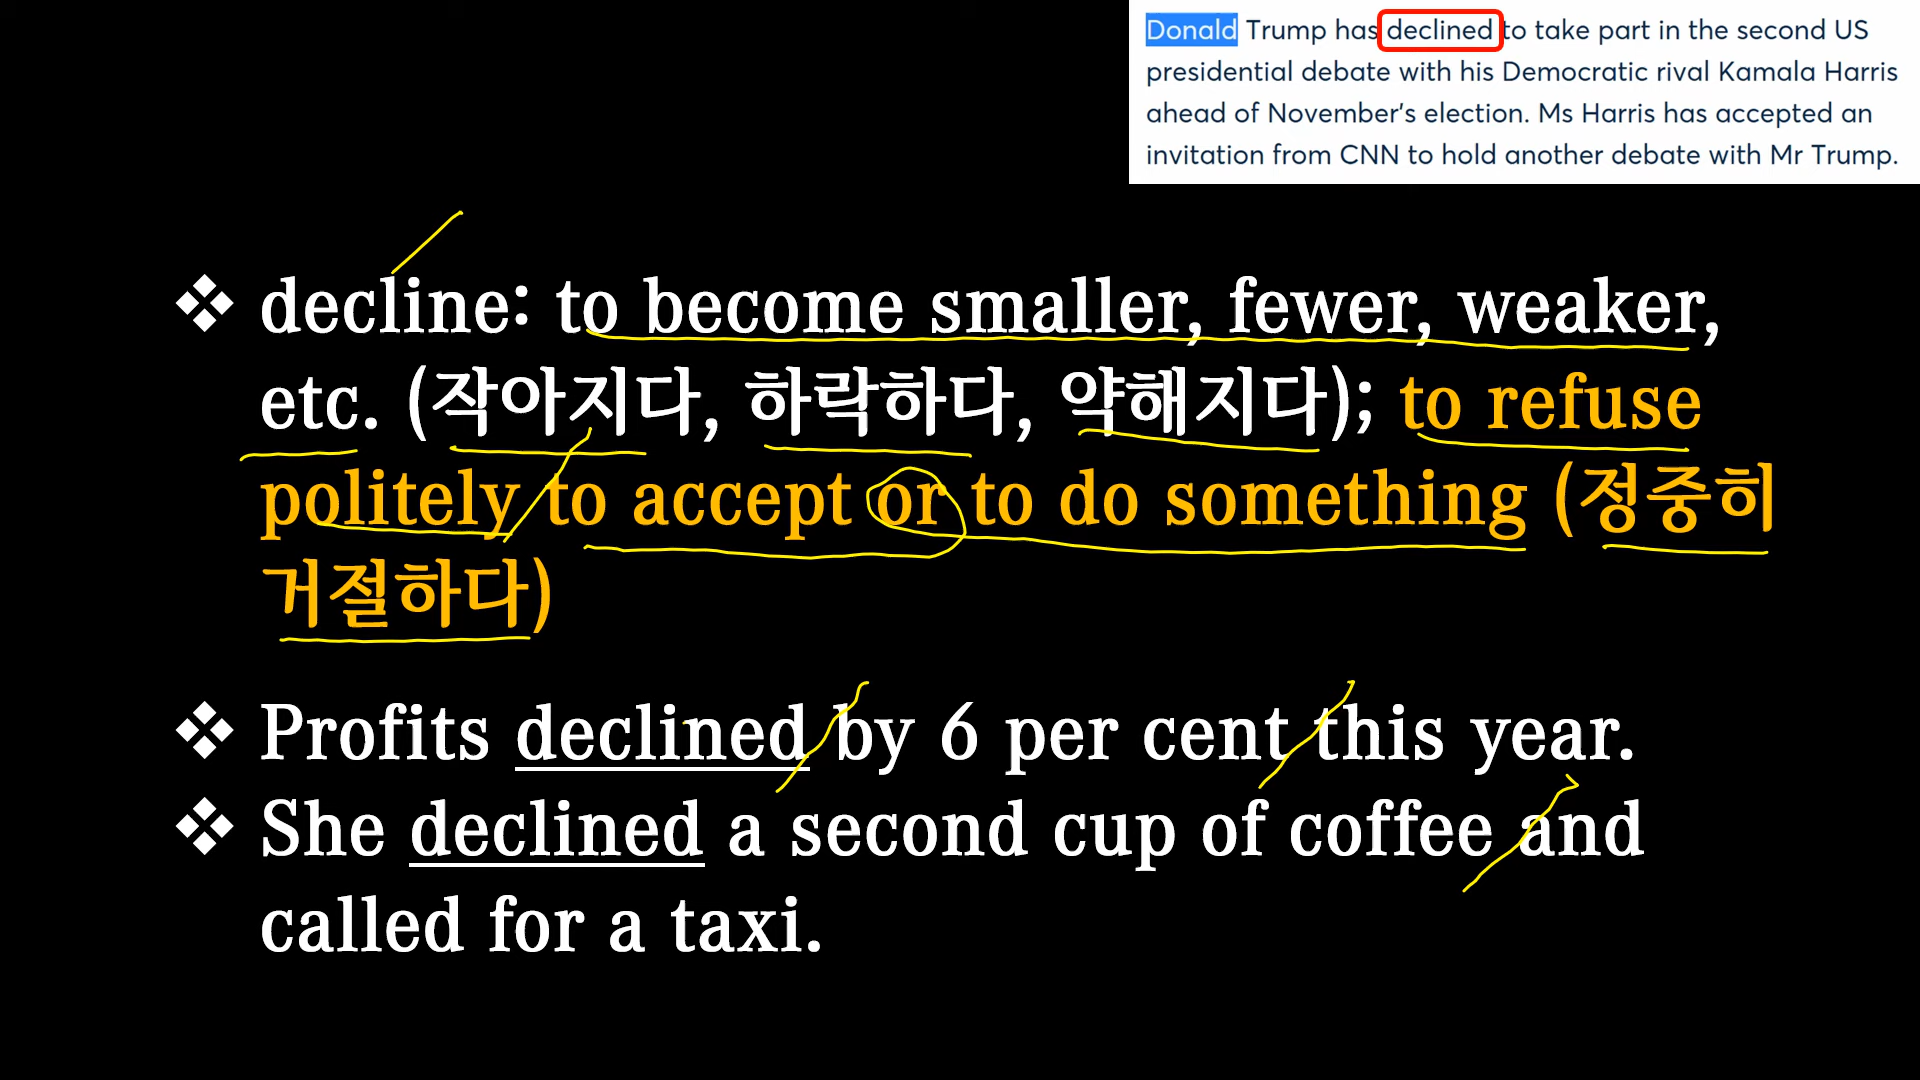 Donald Trump has declined to take part in the second US
presidential debate with his Democratic rival Kamala Harris
ahead of November's election. Ms Harris has accepted an
invitation from CNN to hold another debate with Mr Trump.
❖ decline: to become smaller, fewer, weaker,
etc. (작아지다, 하락하다, 약해지다); to refuse
politely to accept or to do something (정중히
거절하다)
❖ Profits declined by 6 per cent this year.
❖ She declined a second cup of coffee and
called for a taxi.